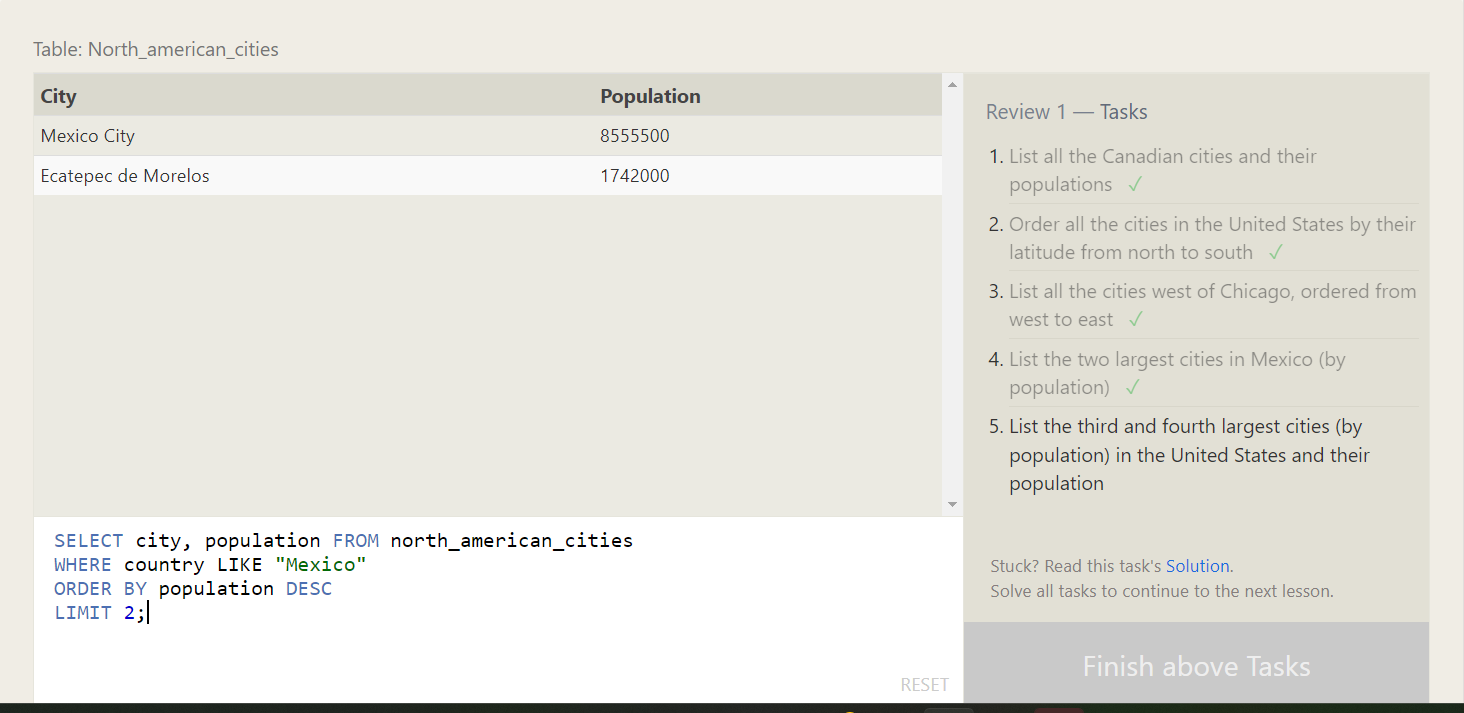 Table: North_american_cities
City Population
Mexico City 8555500
Ecatepec de Morelos 1742000
SELECT city, population FROM north_american_cities
WHERE country LIKE "Mexico"
ORDER BY population DESC
LIMIT 2;
RESET
Review 1 — Tasks
1. List all the Canadian cities and their
populations ✓
2. Order all the cities in the United States by their
latitude from north to south ✓
3. List all the cities west of Chicago, ordered from
west to east ✓
4. List the two largest cities in Mexico (by
population) ✓
5. List the third and fourth largest cities (by
population) in the United States and their
population
Stuck? Read this task's Solution.
Solve all tasks to continue to the next lesson.
Finish above Tasks